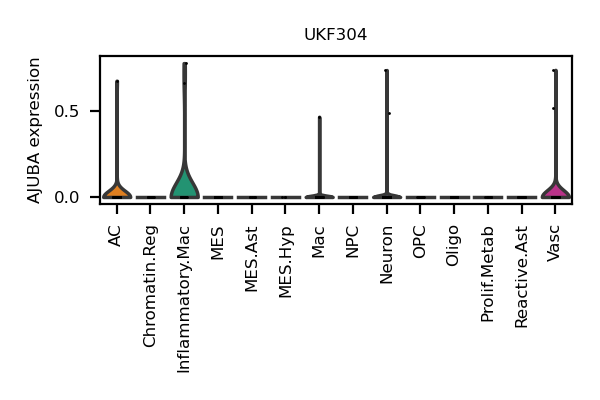 UKF304
AJUBA expression
0.5
0.0
AC
Chromatin.Reg
Inflammatory.Mac
MES
MES.Ast
MES.Hyp
Mac
NPC
Neuron
OPC
Oligo
Prolif.Metab
Reactive.Ast
Vasc